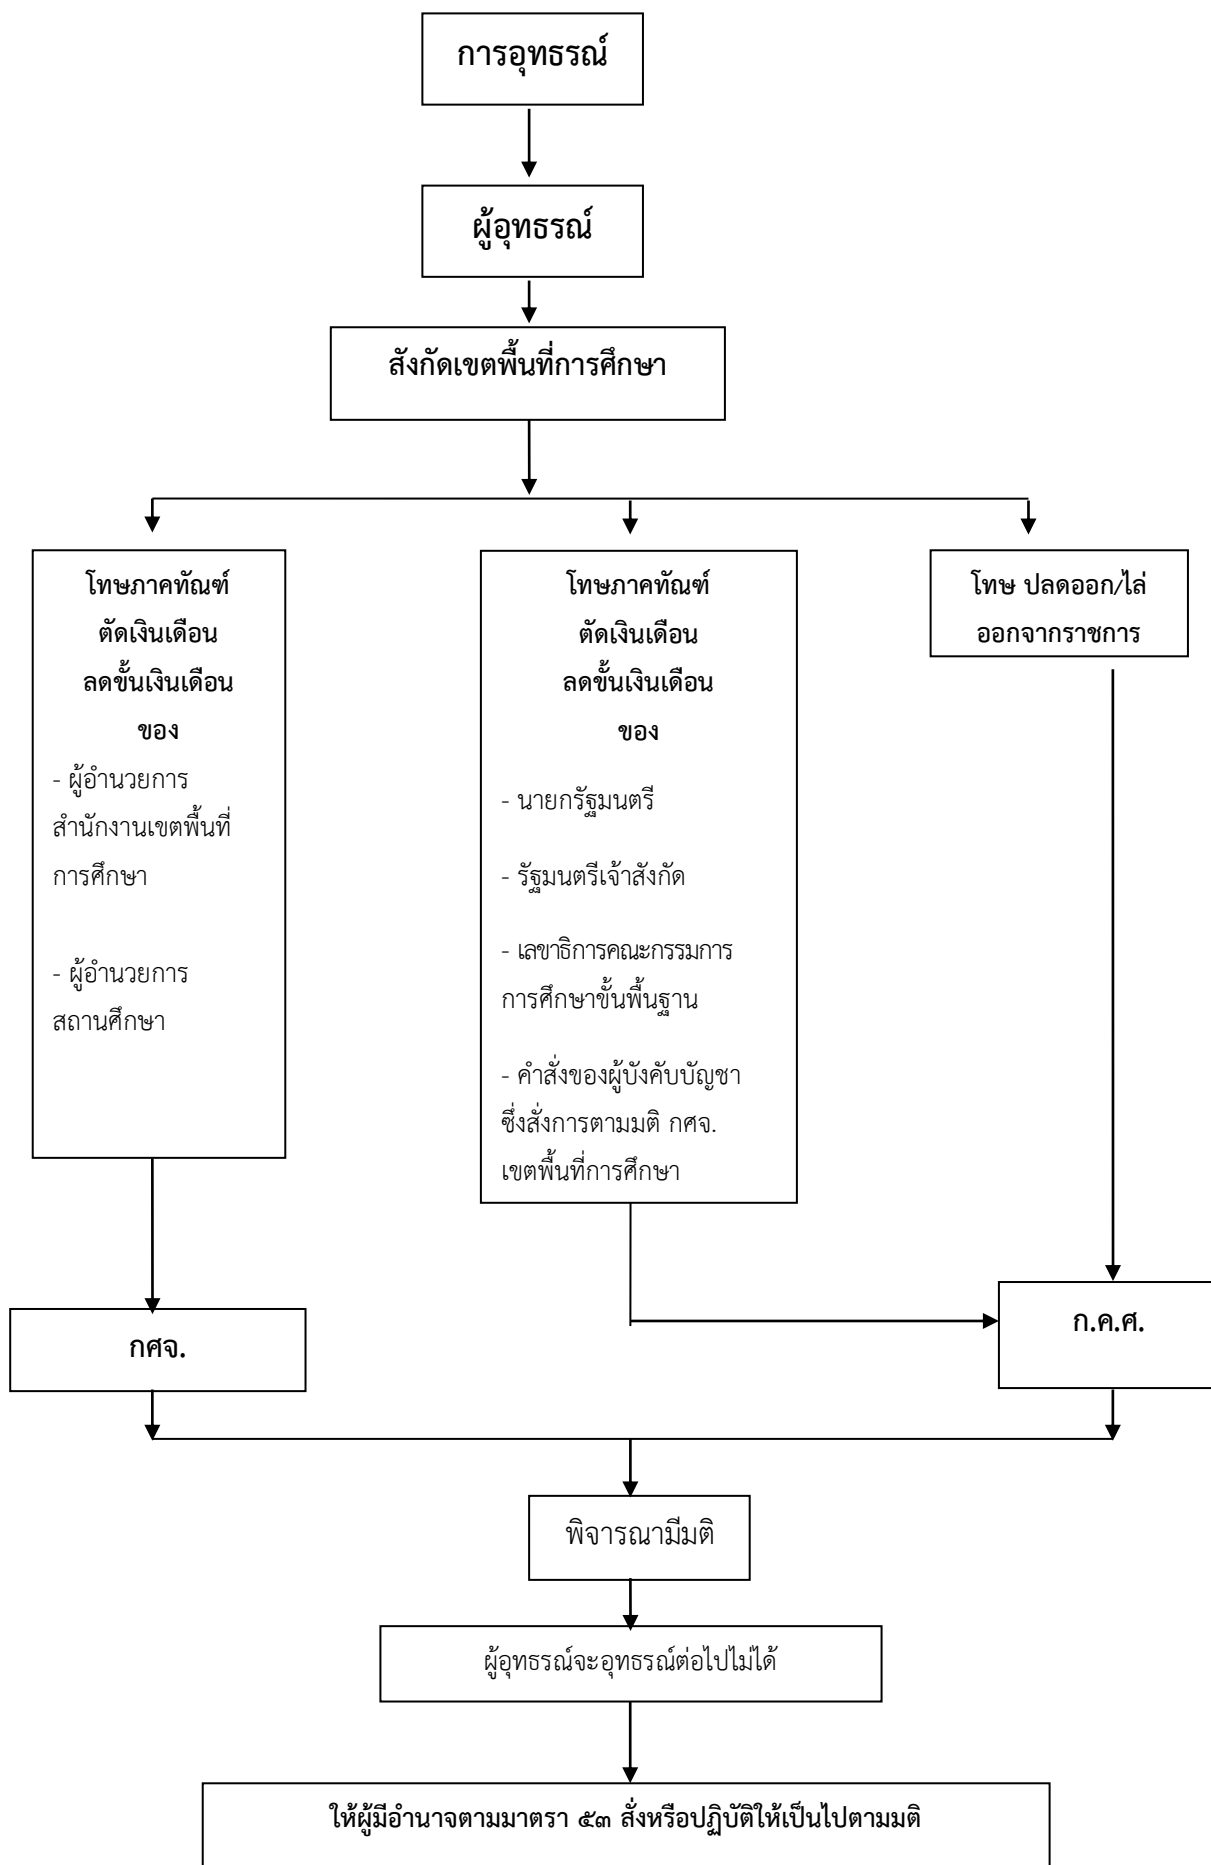 การอุทธรณ์
ผู้อุทธรณ์
สังกัดเขตพื้นที่การศึกษา
โทษภาคทัณฑ์
ตัดเงินเดือน
ลดขั้นเงินเดือน
ของ
- ผู้อำนวยการ
สำนักงานเขตพื้นที่
การศึกษา
- ผู้อำนวยการ
สถานศึกษา
โทษภาคทัณฑ์
ตัดเงินเดือน
ลดขั้นเงินเดือน
ของ
- นายกรัฐมนตรี
- รัฐมนตรีเจ้าสังกัด
- เลขาธิการคณะกรรมการ
การศึกษาขั้นพื้นฐาน
- คำสั่งของผู้บังคับบัญชา
ซึ่งสั่งการตามมติ กศจ.
เขตพื้นที่การศึกษา
โทษ ปลดออก/ไล่
ออกจากราชการ
กศจ.
ก.ค.ศ.
พิจารณามีมติ
ผู้อุทธรณ์จะอุทธรณ์ต่อไปไม่ได้
ให้ผู้มีอำนาจตามมาตรา ๕๓ สั่งหรือปฏิบัติให้เป็นไปตามมติ